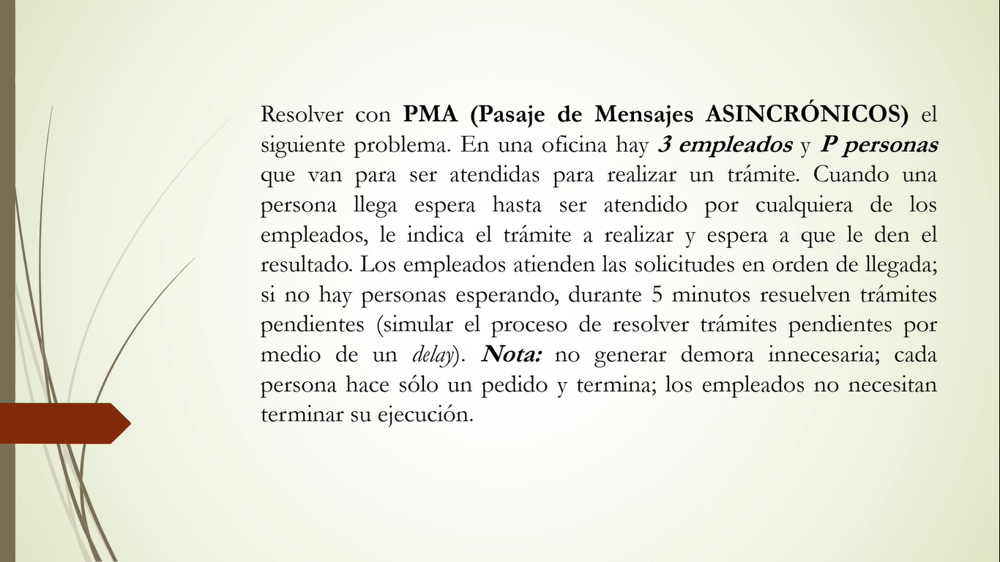 Resolver con PMA (Pasaje de Mensajes ASINCRÓNICOS) el
siguiente problema. En una oficina hay 3 empleados y P personas
que van para ser atendidas para realizar un trámite. Cuando una
persona llega espera hasta ser atendido por cualquiera de los
empleados, le indica el trámite a realizar y espera a que le den el
resultado. Los empleados atienden las solicitudes en orden de llegada;
si no hay personas esperando, durante 5 minutos resuelven trámites
pendientes (simular el proceso de resolver trámites pendientes por
medio de un delay). Nota: no generar demora innecesaria; cada
persona hace sólo un pedido y termina; los empleados no necesitan
terminar su ejecución.